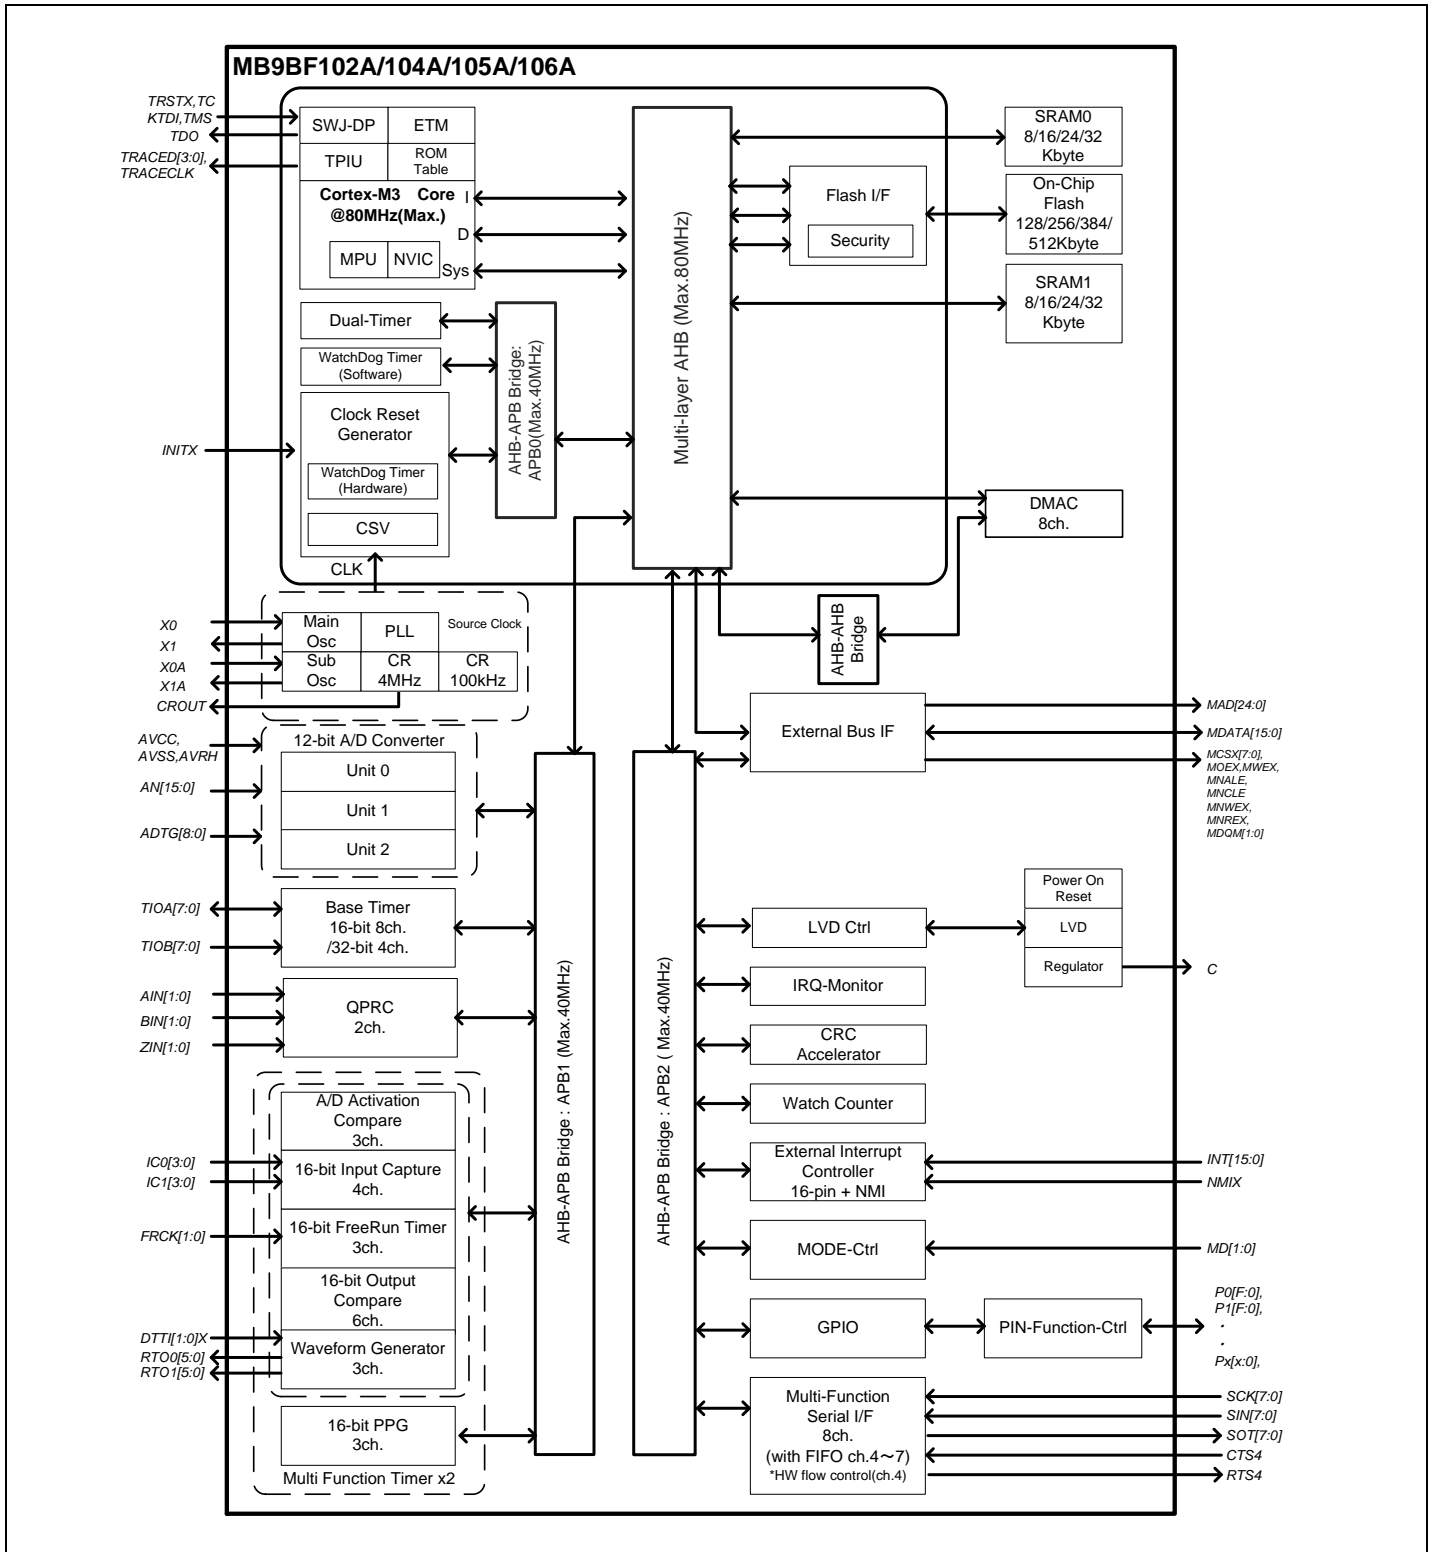 MB9BF102A/104A/105A/106A
TRSTX,TC
KTDI,TMS
TDO
TRACED[3:0],
TRACECLK
SWJ-DP
ETM
TPIU
ROM
Table
Cortex-M3 Core
@80MHz(Max.)
I
D
Sys
MPU
NVIC
Multi-layer AHB (Max.80MHz)
Flash I/F
Security
SRAM0
8/16/24/32
Kbyte
On-Chip
Flash
128/256/384/
512Kbyte
SRAM1
8/16/24/32
Kbyte
Dual-Timer
WatchDog Timer
(Software)
Clock Reset
Generator
WatchDog Timer
(Hardware)
CSV
CLK
INITX
AHB-APB Bridge:
APB0(Max.40MHz)
DMAC
8ch.
AHB-AHB
Bridge
X0
X1
X0A
X1A
CROUT
Main
Osc
PLL
Source Clock
Sub
Osc
CR
4MHz
CR
100kHz
AVCC,
AVSS,AVRH
AN[15:0]
ADTG[8:0]
12-bit A/D Converter
Unit 0
Unit 1
Unit 2
External Bus IF
MAD[24:0]
MDATA[15:0]
MCSX[7:0],
MOEX,MWEX,
MNALE,
MNCLE
MNWEX,
MNREX,
MDQM[1:0]
TIOA[7:0]
TIOB[7:0]
Base Timer
16-bit 8ch.
/32-bit 4ch.
AIN[1:0]
BIN[1:0]
ZIN[1:0]
QPRC
2ch.
AHB-APB Bridge : APB1 (Max.40MHz)
AHB-APB Bridge : APB2 ( Max.40MHz)
LVD Ctrl
Power On
Reset
LVD
Regulator
C
IRQ-Monitor
CRC
Accelerator
Watch Counter
External Interrupt
Controller
16-pin + NMI
INT[15:0]
NMIX
MODE-Ctrl
MD[1:0]
GPIO
PIN-Function-Ctrl
P0[F:0],
P1[F:0],
.
.
Px[x:0],
Multi-Function
Serial I/F
8ch.
(with FIFO ch.4～7)
*HW flow control(ch.4)
SCK[7:0]
SIN[7:0]
SOT[7:0]
CTS4
RTS4
IC0[3:0]
IC1[3:0]
FRCK[1:0]
DTTI[1:0]X
RTO0[5:0]
RTO1[5:0]
A/D Activation
Compare
3ch.
16-bit Input Capture
4ch.
16-bit FreeRun Timer
3ch.
16-bit Output
Compare
6ch.
Waveform Generator
3ch.
16-bit PPG
3ch.
Multi Function Timer x2